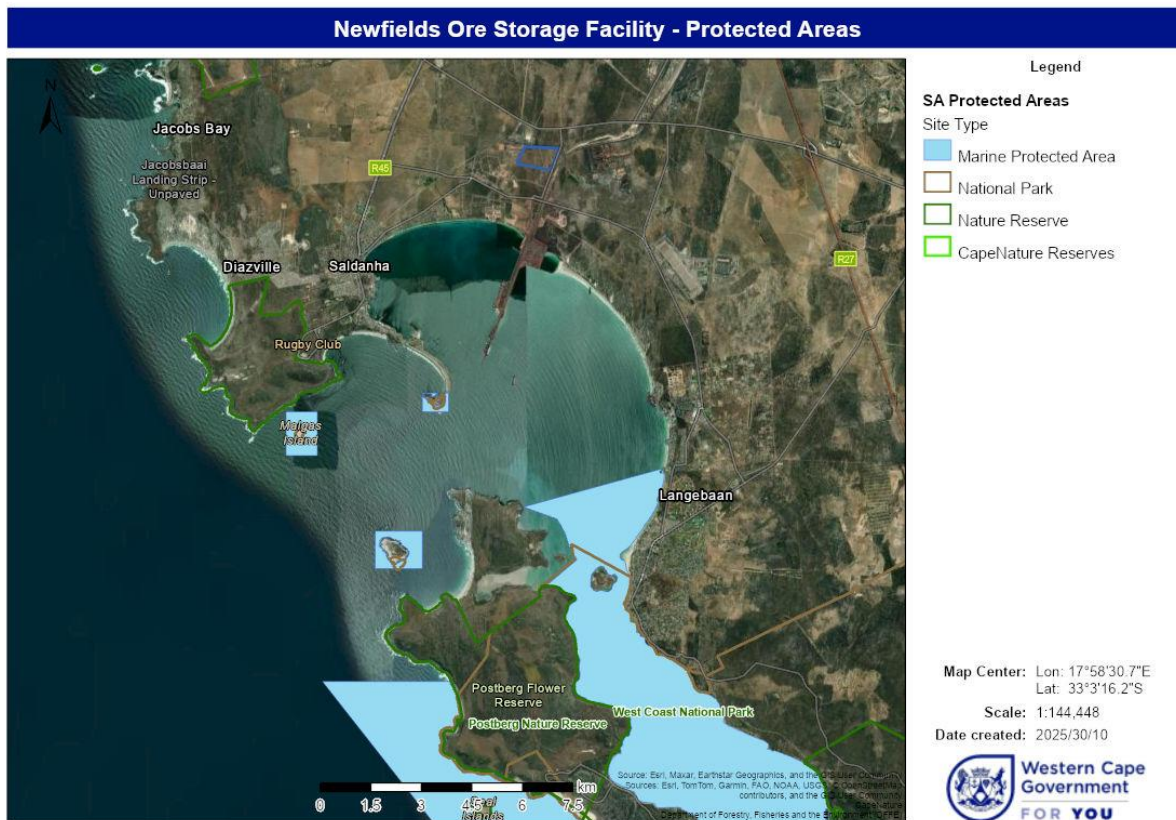 Newfields Ore Storage Facility - Protected Areas
N
Jacobs Bay
Jacobsbaai
Landing Strip -
Unpaved
R45
R27
Diazville
Saldanha
Rugby Club
Malgas
Island
Langebaan
Postberg Flower
Reserve
Postberg Nature Reserve
West Coast National Park
Islands
0 1.5 3 4.5 6 7.5 km
Source: Esri, Maxar, Earthstar Geographics, and the GIS User Community
Sources: Esri, TomTom, Garmin, FAO, NOAA, USGS, © OpenStreetMap
contributors, and the GIS User Community
CapeNature
Department of Forestry, Fisheries and the Environment (DFFE)
Legend
SA Protected Areas
Site Type
Marine Protected Area
National Park
Nature Reserve
CapeNature Reserves
Map Center: Lon: 17°58'30.7"E
Lat: 33°3'16.2"S
Scale: 1:144,448
Date created: 2025/30/10
Western Cape
Government
FOR YOU